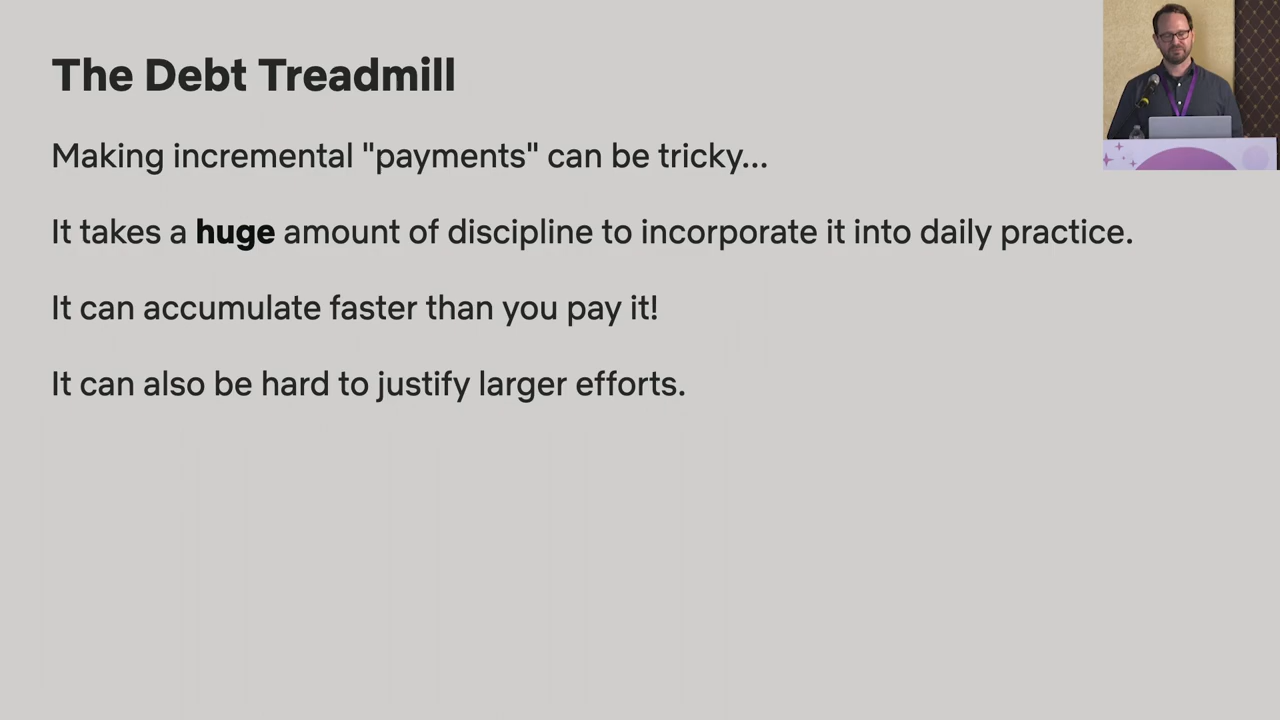 The Debt Treadmill
Making incremental "payments" can be tricky...
It takes a huge amount of discipline to incorporate it into daily practice.
It can accumulate faster than you pay it!
It can also be hard to justify larger efforts.